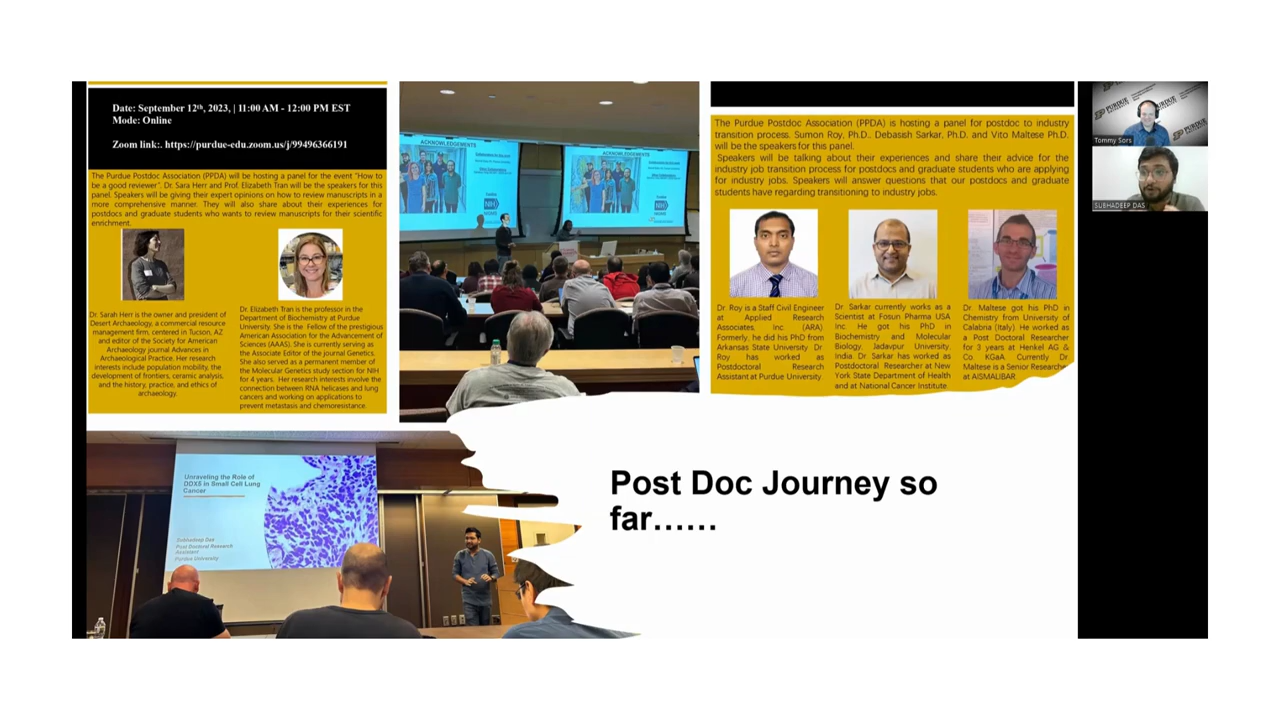 Date: September 12th, 2023, | 11:00 AM - 12:00 PM EST
Mode: Online
Zoom link:. https://purdue-edu.zoom.us/j/99496366191
The Purdue Postdoc Association (PPDA) will be hosting a panel for the event "How to
be a good reviewer". Dr. Sara Herr and Prof. Elizabeth Tran will be the speakers for this
panel. Speakers will be giving their expert opinions on how to review manuscripts in a
more comprehensive manner. They will also share about their experiences for
postdocs and graduate students who wants to review manuscripts for their scientific
enrichment.
Dr. Sarah Herr is the owner and president of
Desert Archaeology, a commercial resource
management firm, centered in Tucson, AZ
and editor of the Society for American
Archaeology journal Advances in
Archaeological Practice. Her research
interests include population mobility, the
development of frontiers, ceramic analysis,
and the history, practice, and ethics of
archaeology.
Dr. Elizabeth Tran is the professor in the
Department of Biochemistry at Purdue
University. She is the Fellow of the prestigious
American Association for the Advancement of
Sciences (AAAS). She is currently serving as
the Associate Editor of the journal Genetics.
She also served as a permanent member of
the Molecular Genetics study section for NIH
for 4 years. Her research interests involve the
connection between RNA helicases and lung
cancers and working on applications to
prevent metastasis and chemoresistance.
ACKNOWLEDGEMENTS
NIH
ACKNOWLEDGEMENTS
NIH
The Purdue Postdoc Association (PPDA) is hosting a panel for postdoc to industry
transition process. Sumon Roy, Ph.D., Debasish Sarkar, Ph.D. and Vito Maltese Ph.D.
will be the speakers for this panel.
Speakers will be talking about their experiences and share their advice for the
industry job transition process for postdocs and graduate students who are applying
for industry jobs. Speakers will answer questions that our postdocs and graduate
students have regarding transitioning to industry jobs.
Dr. Roy is a Staff Civil Engineer
at Applied Research
Associates, Inc (ARA).
Formerly, he did his PhD from
Arkansas State University. Dr.
Roy has worked as
Postdoctoral Research
Assistant at Purdue University.
Dr. Sarkar currently works as a
Scientist at Fosun Pharma USA
Inc. He got his PhD in
Biochemistry and Molecular
Biology, Jadavpur University,
India. Dr. Sarkar has worked as
Postdoctoral Researcher at New
York State Department of Health
and at National Cancer Institute.
Dr. Maltese got his PhD in
Chemistry from University of
Calabria (Italy). He worked as
a Post Doctoral Researcher
for 3 years at Henkel AG &
Co. KGaA. Currently Dr.
Maltese is a Senior Researcher
at AISMALIBAR
PURDUE
PURDUE
Tommy Sors
SUBHADEEP DAS
Unraveling the Role of
DDX5 in Small Cell Lung
Cancer
Subhadeep Das
Post Doctoral Research
Assistant
Purdue University
Post Doc Journey so
far……